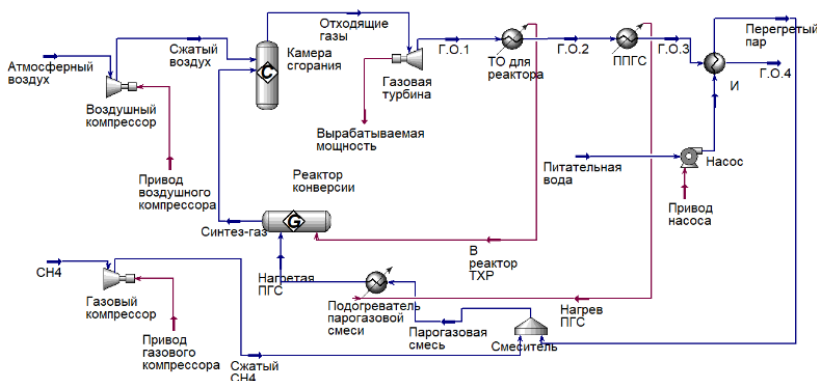 Атмосферный
воздух
Сжатый
воздух
Воздушный
компрессор
Привод
воздушного
компрессора
Отходящие
газы
C
Камера
сгорания
Газовая
турбина
Вырабатываемая
мощность
Г.О.1
ТО для
реактора
Г.О.2
ППГС
Г.О.3
Перегретый
пар
Г.О.4
И
Питательная
вода
Насос
Привод
насоса
Реактор
конверсии
G
Синтез-газ
В
реактор
ТХР
CH4
Газовый
компрессор
Привод
газового
компрессора
Сжатый
CH4
Нагретая
ПГС
Подогреватель
парогазовой
смеси
Парогазовая
смесь
Нагрев
ПГС
Смеситель